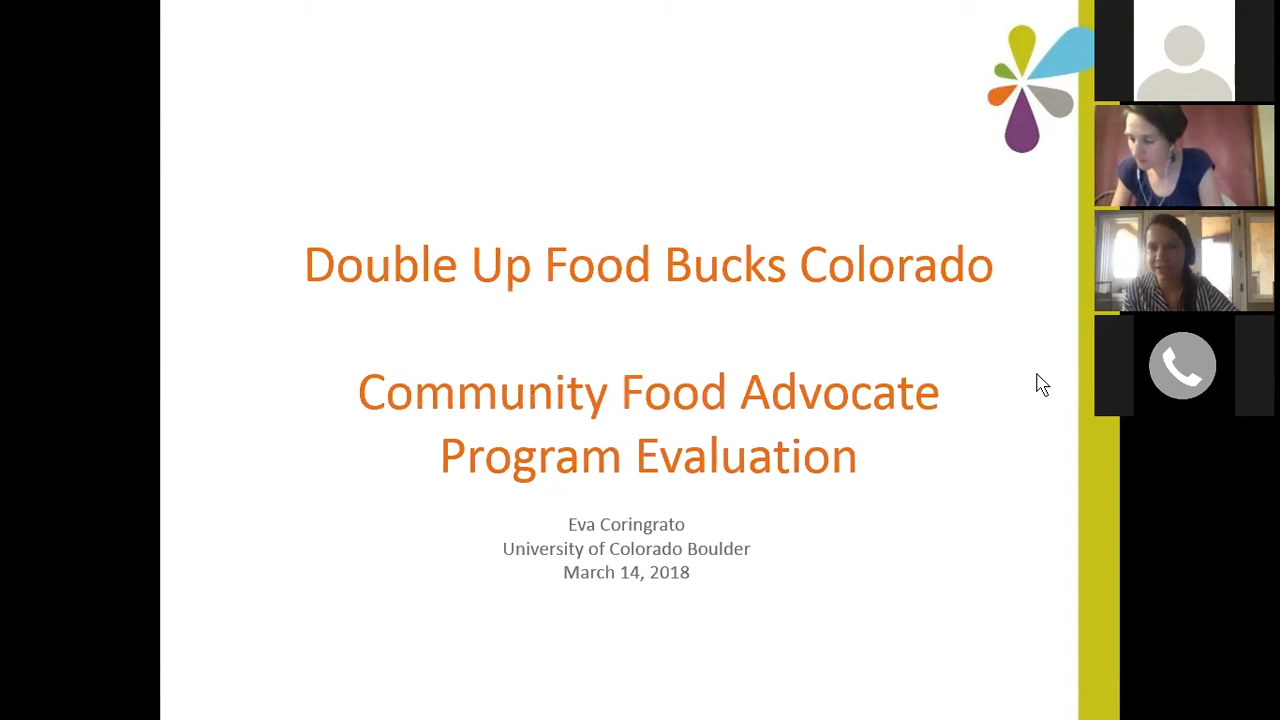 Double Up Food Bucks Colorado
Community Food Advocate
Program Evaluation
Eva Coringrato
University of Colorado Boulder
March 14, 2018